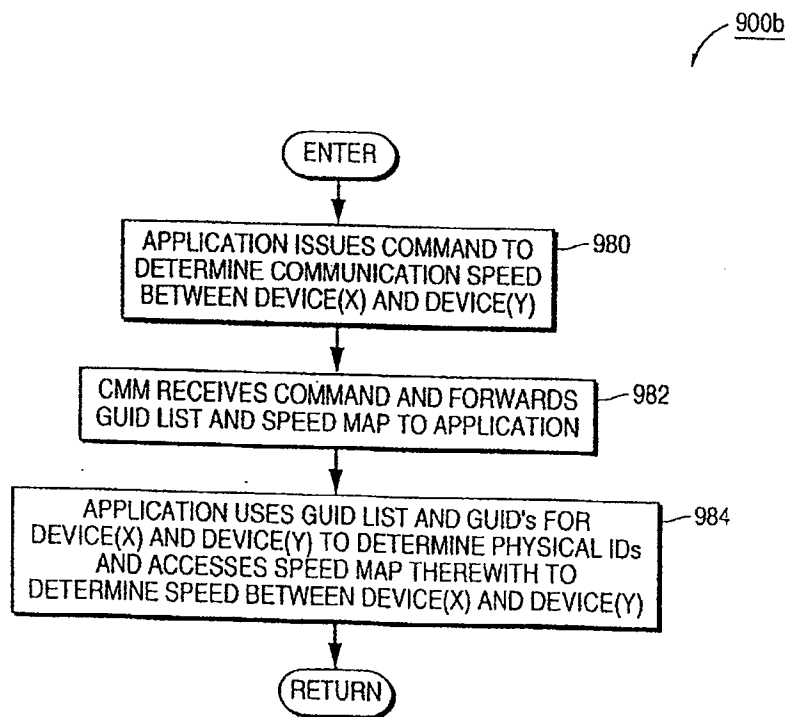 900b
ENTER
APPLICATION ISSUES COMMAND TO
DETERMINE COMMUNICATION SPEED
BETWEEN DEVICE(X) AND DEVICE(Y)
980
CMM RECEIVES COMMAND AND FORWARDS
GUID LIST AND SPEED MAP TO APPLICATION
982
APPLICATION USES GUID LIST AND GUID's FOR
DEVICE(X) AND DEVICE(Y) TO DETERMINE PHYSICAL IDs
AND ACCESSES SPEED MAP THEREWITH TO
DETERMINE SPEED BETWEEN DEVICE(X) AND DEVICE(Y)
984
RETURN